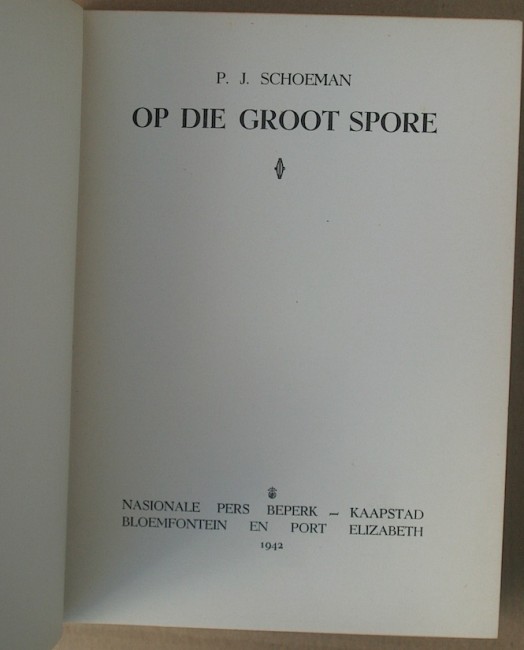 P. J. SCHOEMAN
OP DIE GROOT SPORE
NASIONALE PERS BEPERK – KAAPSTAD
BLOEMFONTEIN EN PORT ELIZABETH
1942